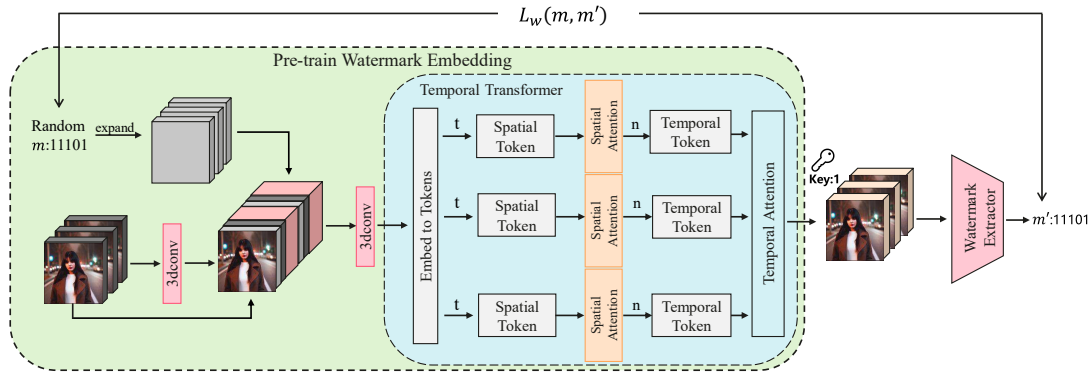 L_w(m, m′)
Pre-train Watermark Embedding
Temporal Transformer
Random
m:11101
expand
3dconv
3dconv
Embed to Tokens
t
Spatial
Token
Spatial
Attention
n
Temporal
Token
t
Spatial
Token
Spatial
Attention
n
Temporal
Token
t
Spatial
Token
Spatial
Attention
n
Temporal
Token
Temporal Attention
Key:1
Watermark
Extractor
m′:11101